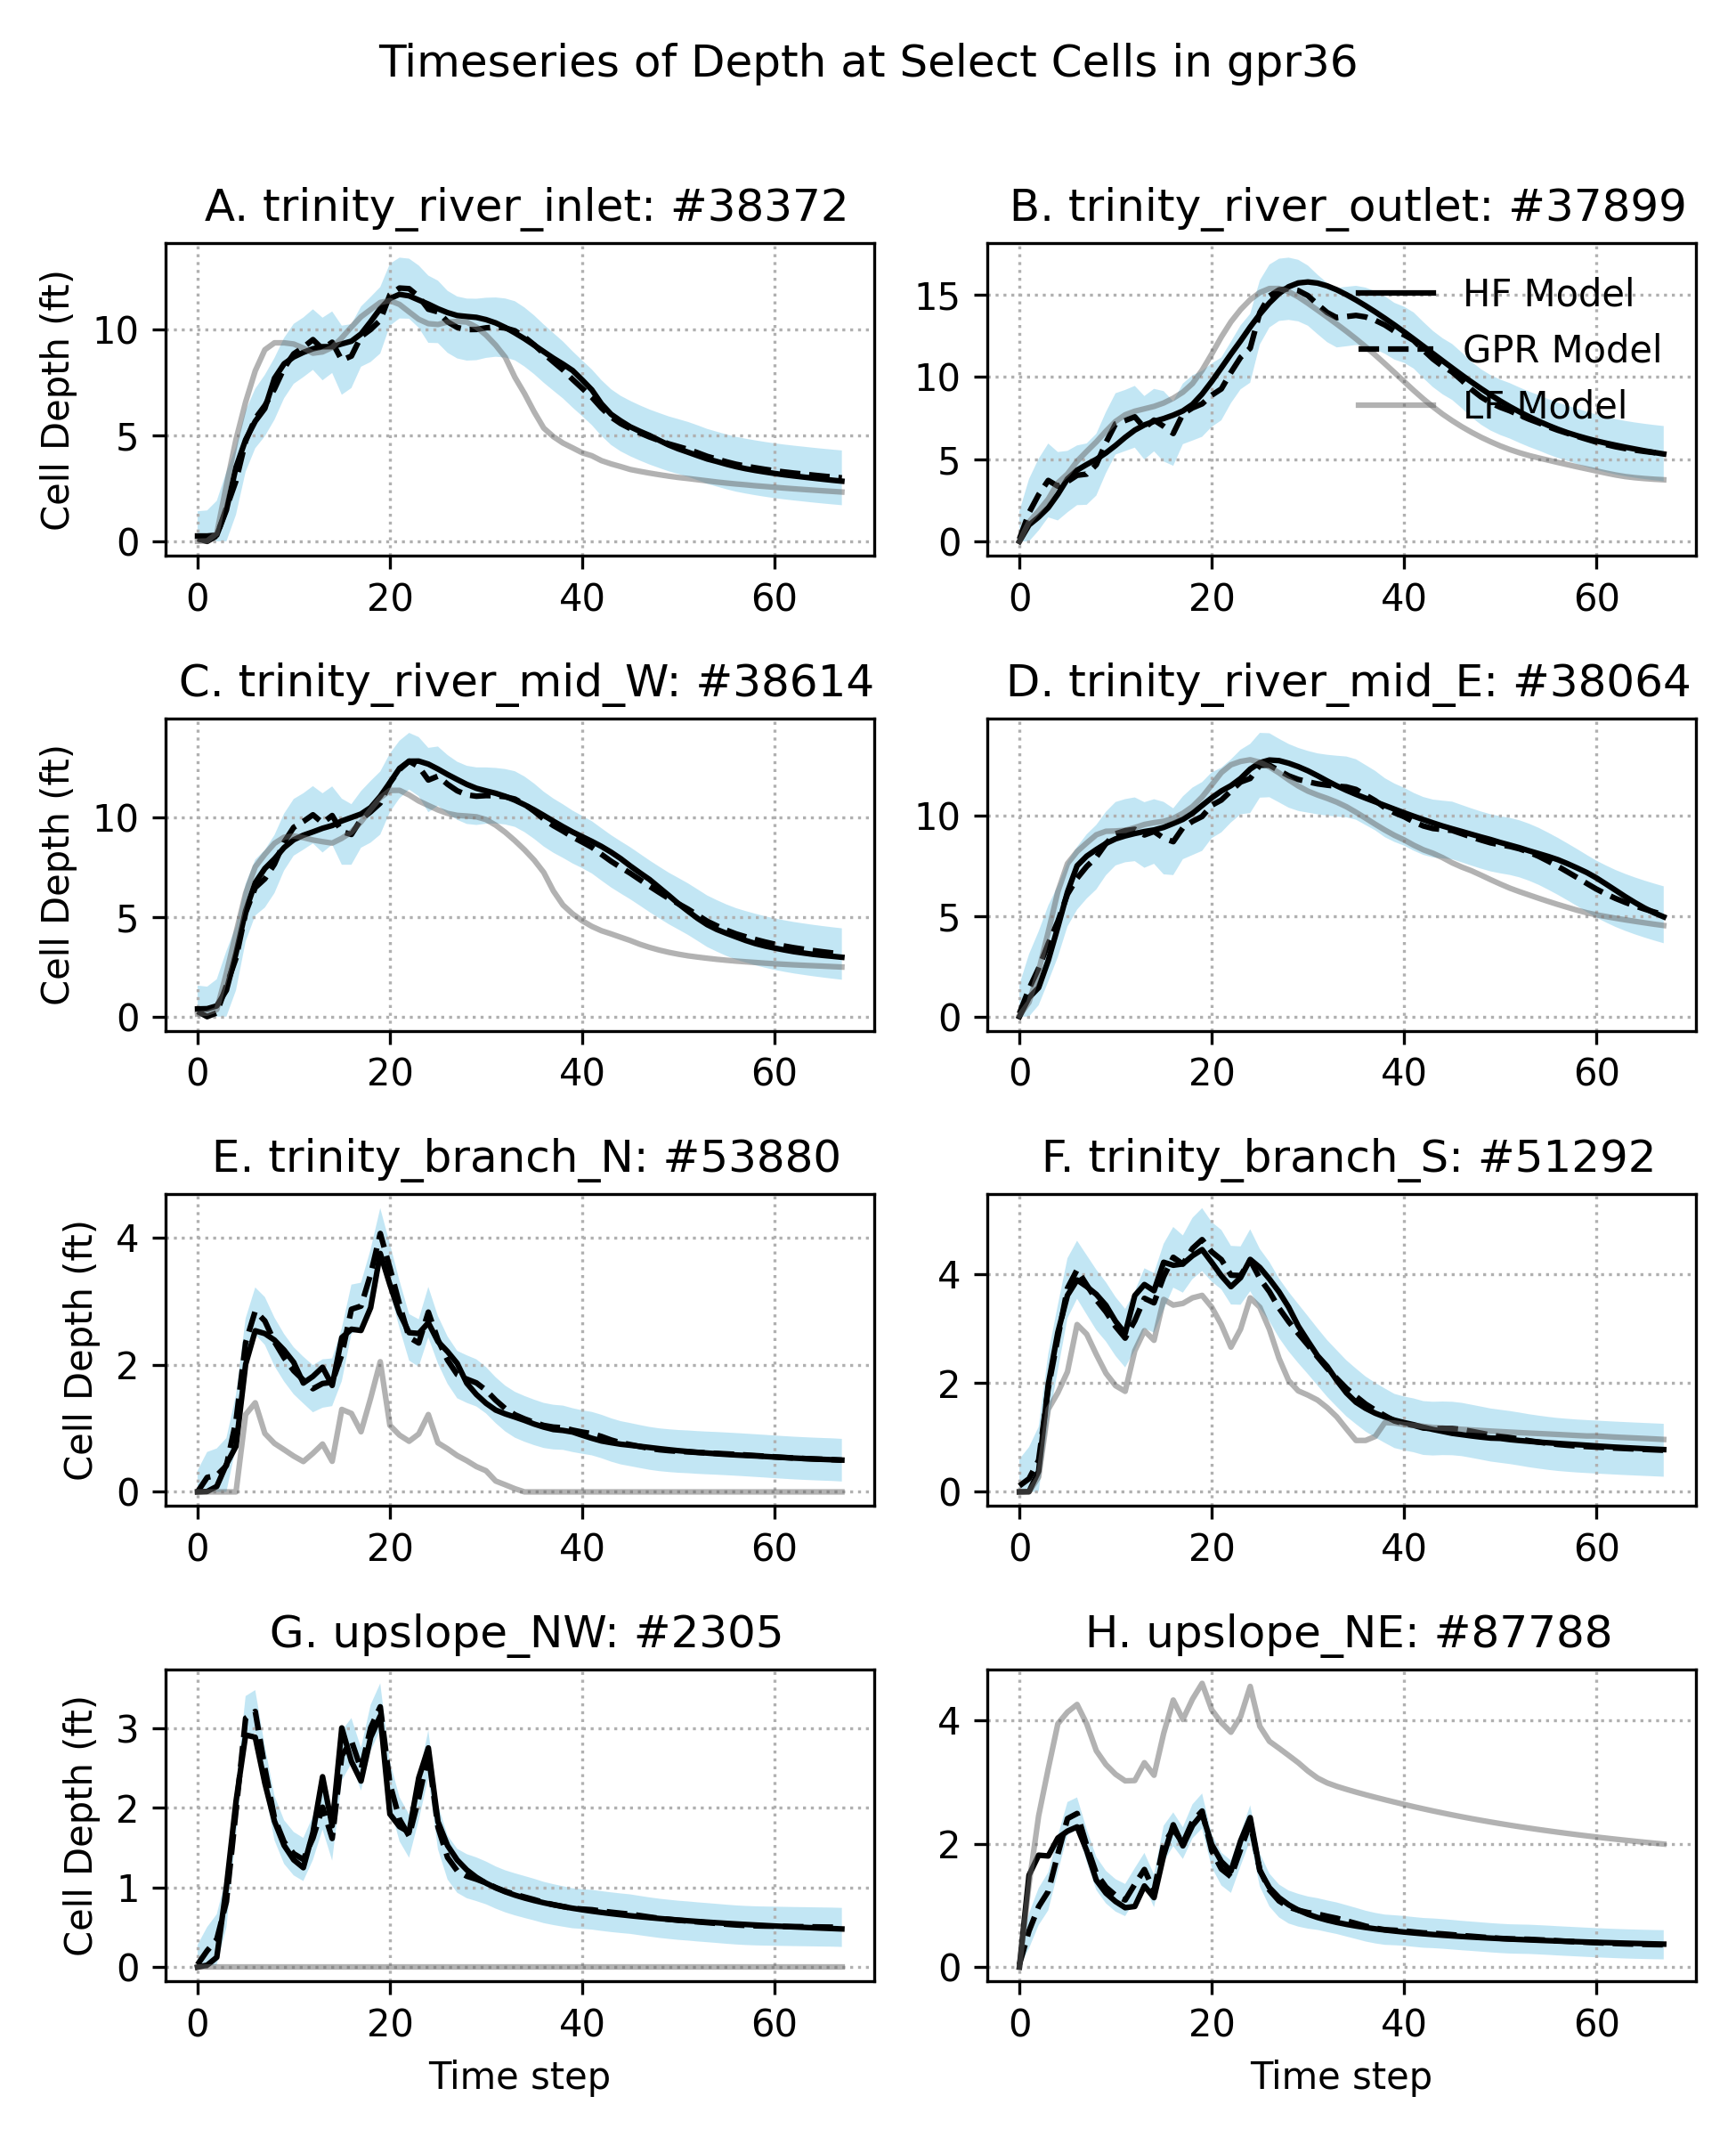 Timeseries of Depth at Select Cells in gpr36
A. trinity_river_inlet: #38372
Cell Depth (ft)
10
5
0
0 20 40 60
B. trinity_river_outlet: #37899
15
10
5
0
HF Model
GPR Model
LF Model
0 20 40 60
C. trinity_river_mid_W: #38614
Cell Depth (ft)
10
5
0
0 20 40 60
D. trinity_river_mid_E: #38064
10
5
0
0 20 40 60
E. trinity_branch_N: #53880
Cell Depth (ft)
4
2
0
0 20 40 60
F. trinity_branch_S: #51292
4
2
0
0 20 40 60
G. upslope_NW: #2305
Cell Depth (ft)
3
2
1
0
0 20 40 60
Time step
H. upslope_NE: #87788
4
2
0
0 20 40 60
Time step